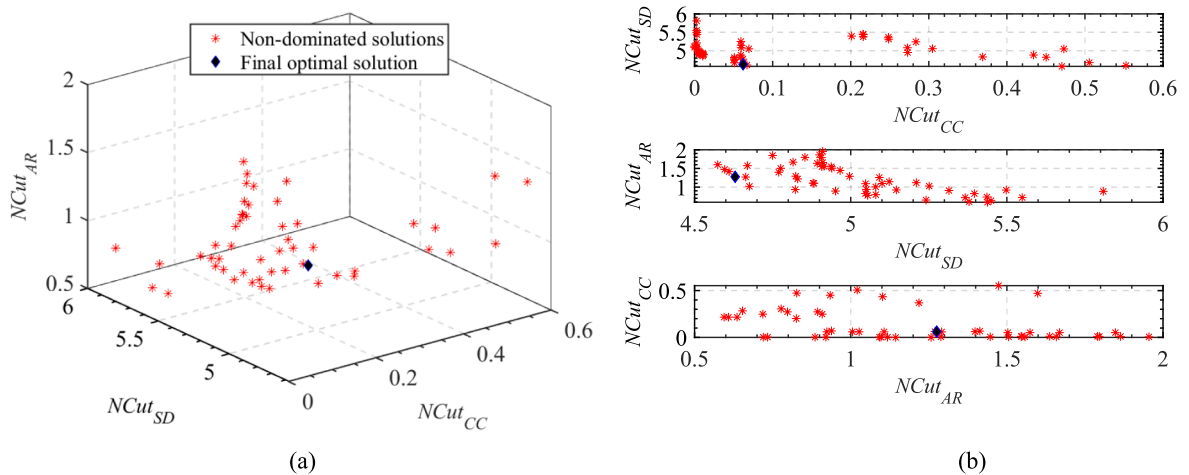 Non-dominated solutions
Final optimal solution
2
1.5
1
0.5
NCut_AR
6
5.5
5
NCut_SD
0
0.2
0.4
0.6
NCut_CC
(a)
6
5.5
5
NCut_SD
0 0.1 0.2 0.3 0.4 0.5 0.6
NCut_CC
2
1.5
1
NCut_AR
4.5 5 5.5 6
NCut_SD
0.5
0
NCut_CC
0.5 1 1.5 2
NCut_AR
(b)